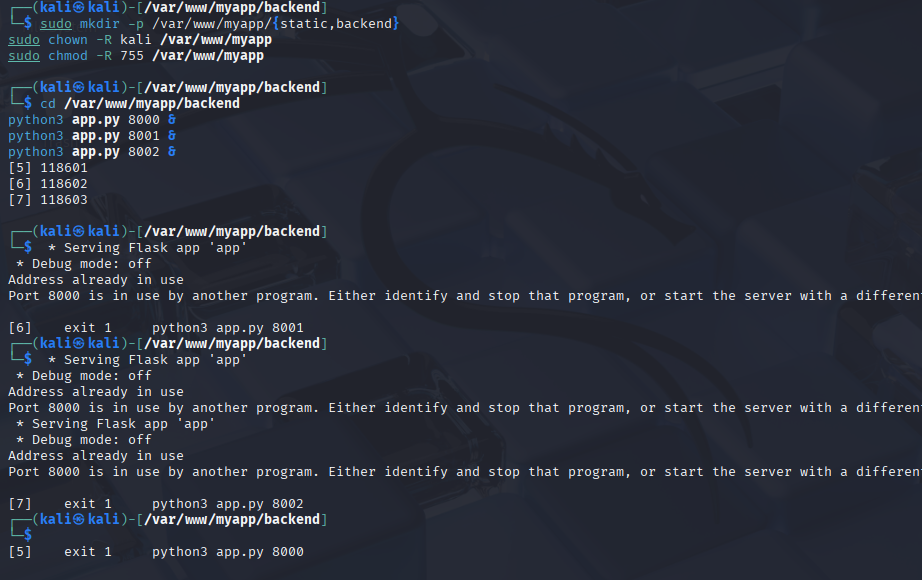 ┌──(kali㉿kali)-[/var/www/myapp/backend]
└─$ sudo mkdir -p /var/www/myapp/{static,backend}
sudo chown -R kali /var/www/myapp
sudo chmod -R 755 /var/www/myapp
┌──(kali㉿kali)-[/var/www/myapp/backend]
└─$ cd /var/www/myapp/backend
python3 app.py 8000 &
python3 app.py 8001 &
python3 app.py 8002 &
[5] 118601
[6] 118602
[7] 118603
┌──(kali㉿kali)-[/var/www/myapp/backend]
└─$  * Serving Flask app 'app'
 * Debug mode: off
Address already in use
Port 8000 is in use by another program. Either identify and stop that program, or start the server with a different
[6]    exit 1     python3 app.py 8001
┌──(kali㉿kali)-[/var/www/myapp/backend]
└─$  * Serving Flask app 'app'
 * Debug mode: off
Address already in use
Port 8000 is in use by another program. Either identify and stop that program, or start the server with a different
 * Serving Flask app 'app'
 * Debug mode: off
Address already in use
Port 8000 is in use by another program. Either identify and stop that program, or start the server with a different
[7]    exit 1     python3 app.py 8002
┌──(kali㉿kali)-[/var/www/myapp/backend]
└─$
[5]    exit 1     python3 app.py 8000